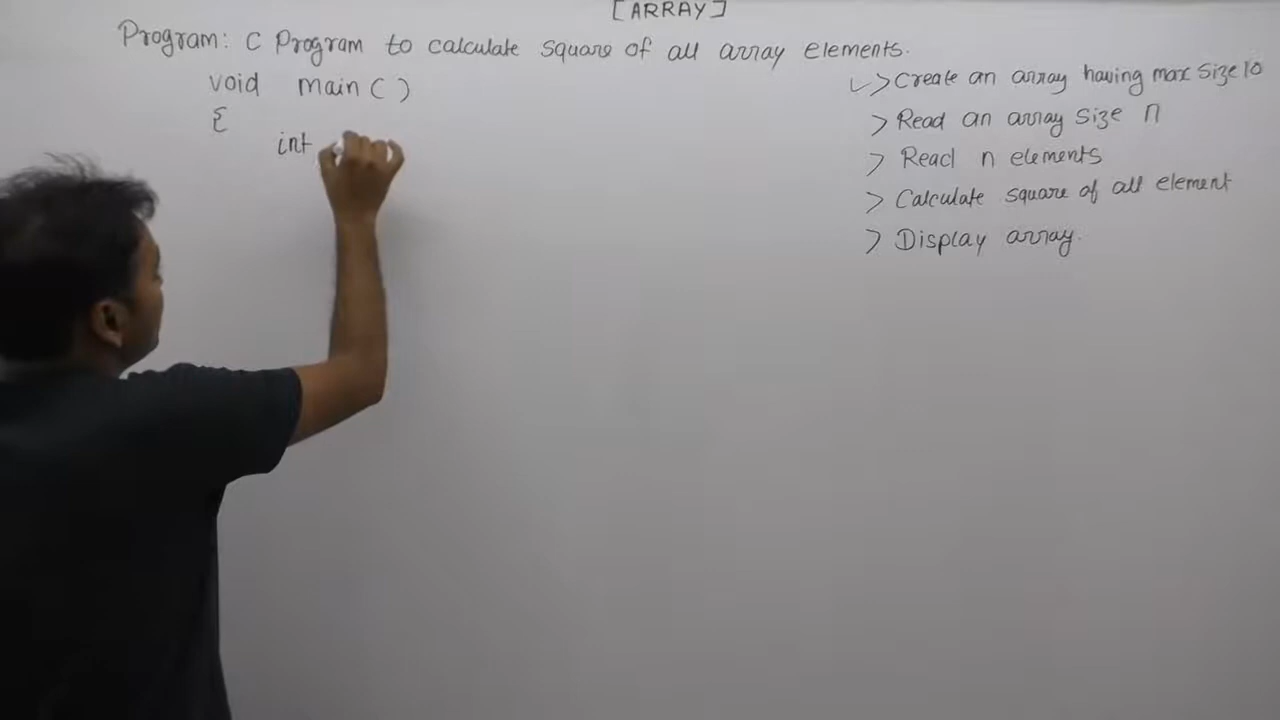 [ARRAY]
Program: C Program to calculate square of all array elements.
void main ( )
{
int
✓> Create an array having max size 10
> Read an array size n
> Read n elements
> Calculate square of all element
> Display array.